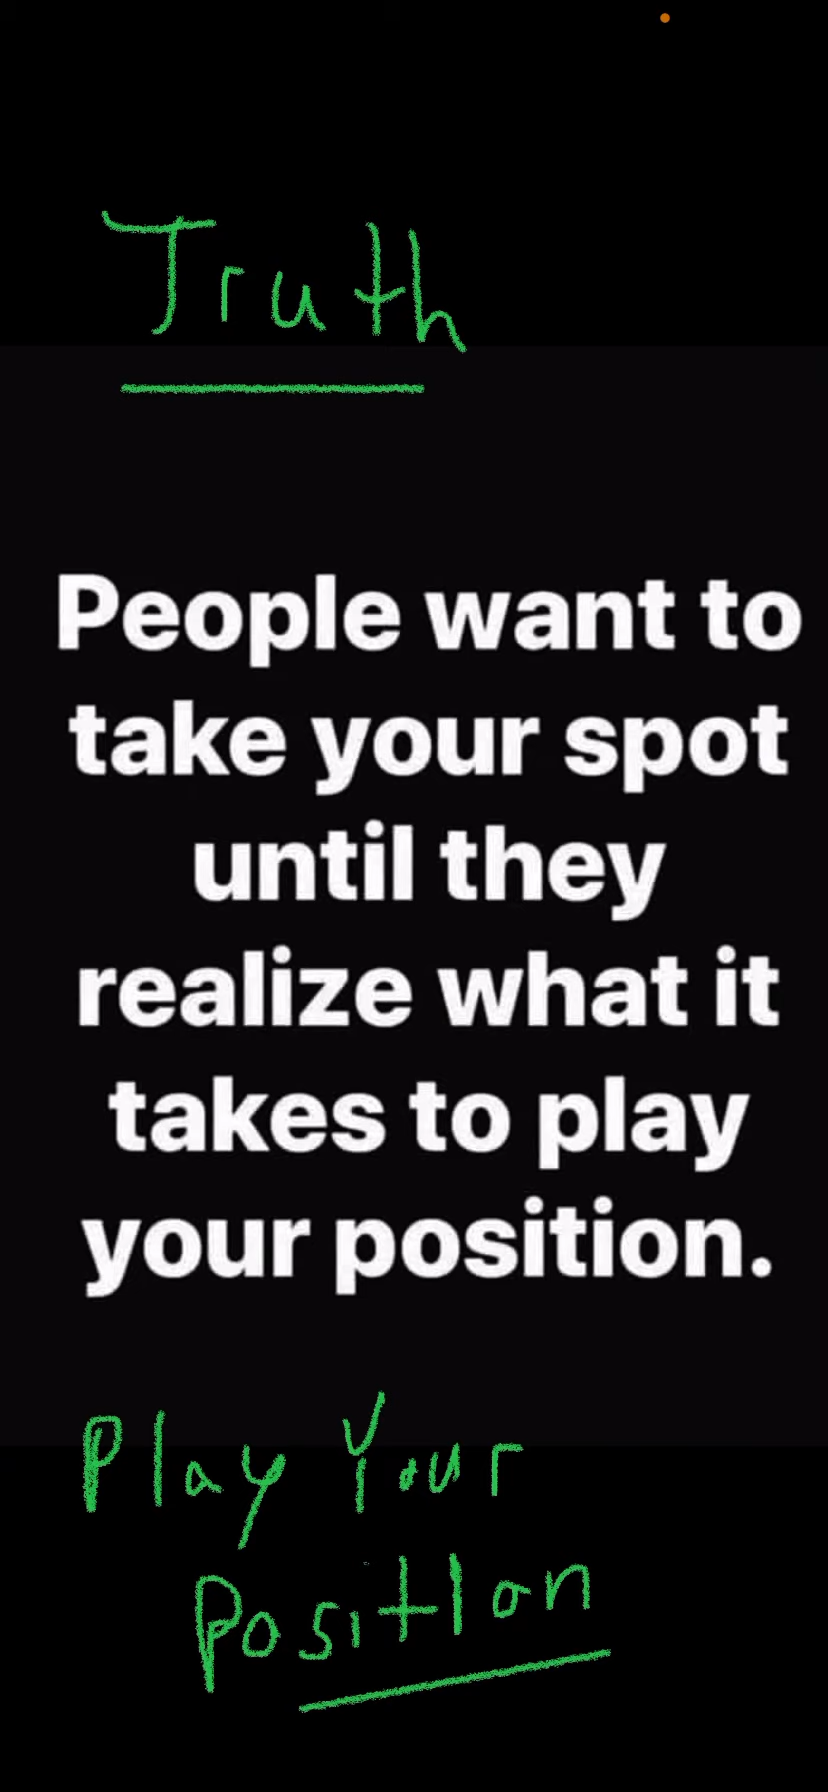 Truth
People want to
take your spot
until they
realize what it
takes to play
your position.
Play Your
Position